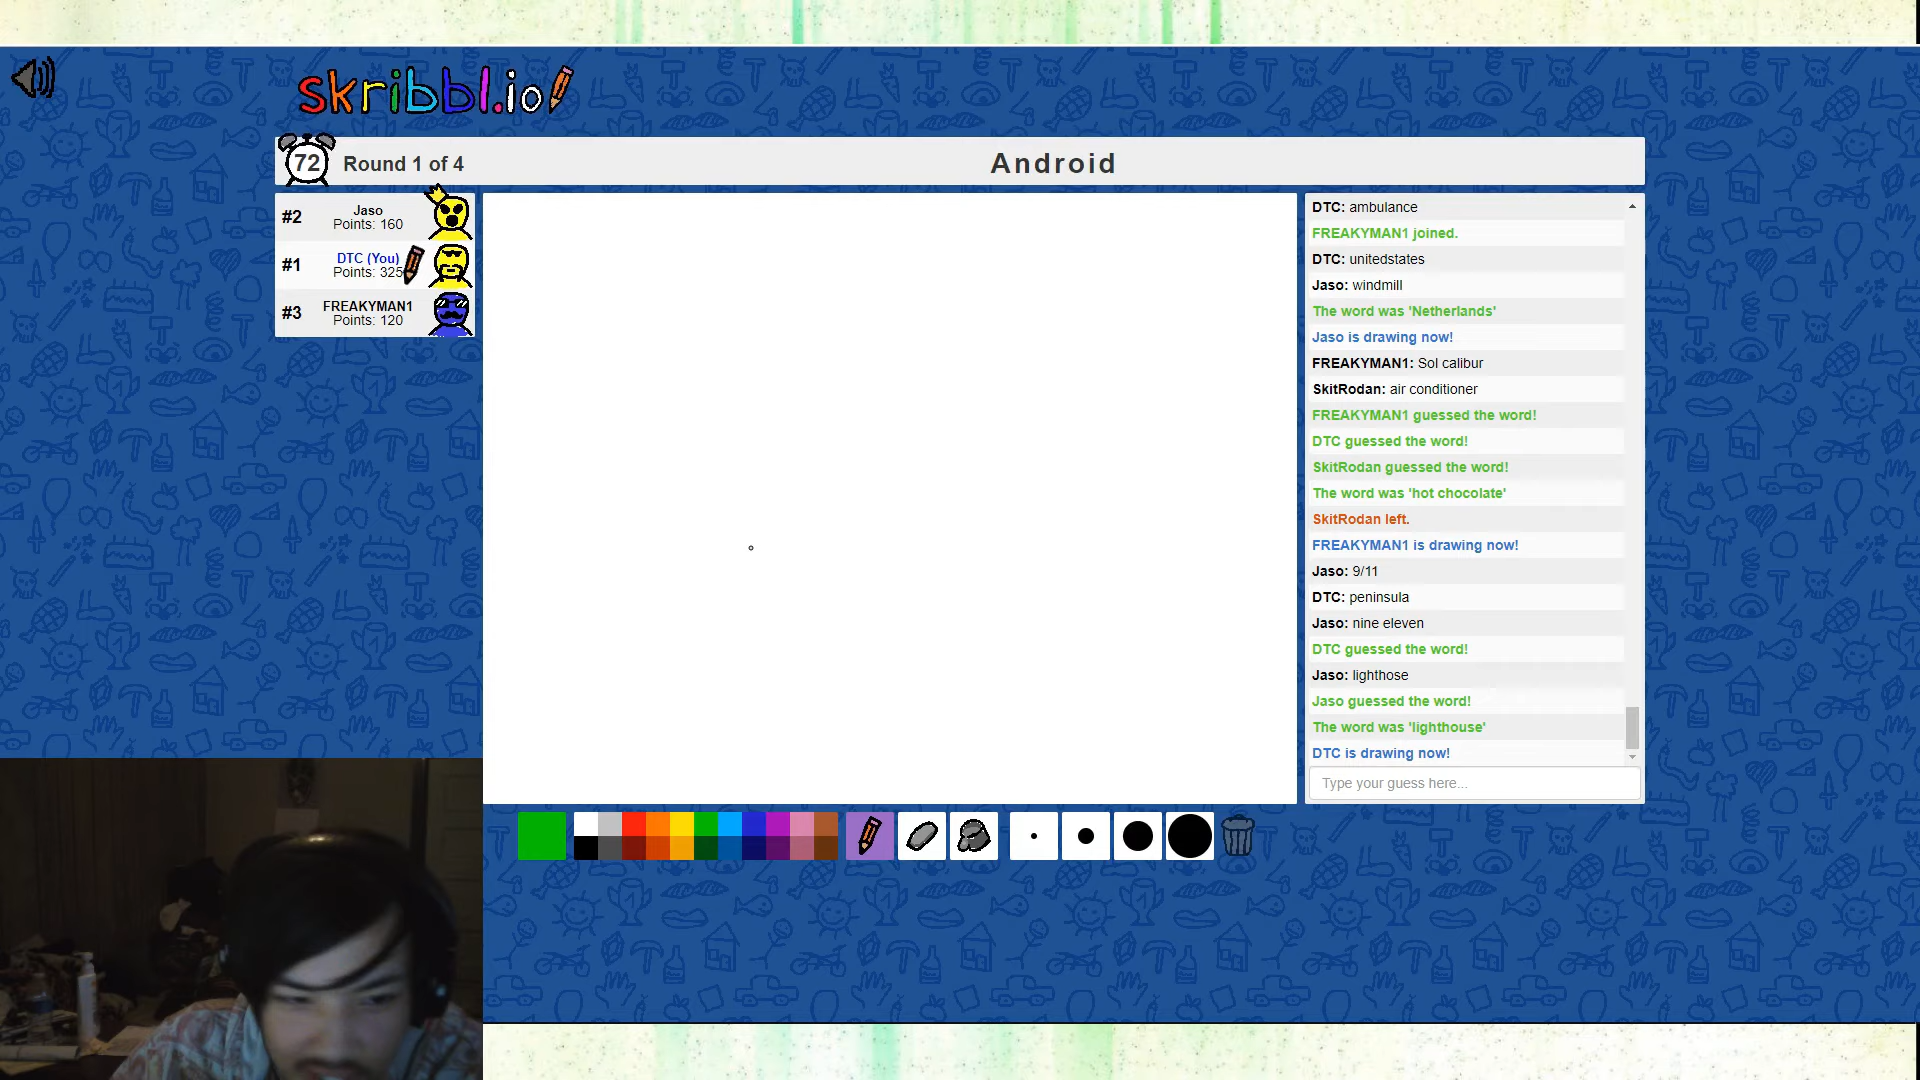 skribbl.io
72
Round 1 of 4
Android
#2
Jaso
Points: 160
#1
DTC (You)
Points: 325
#3
FREAKYMAN1
Points: 120
DTC: ambulance
FREAKYMAN1 joined.
DTC: unitedstates
Jaso: windmill
The word was 'Netherlands'
Jaso is drawing now!
FREAKYMAN1: Sol calibur
SkitRodan: air conditioner
FREAKYMAN1 guessed the word!
DTC guessed the word!
SkitRodan guessed the word!
The word was 'hot chocolate'
SkitRodan left.
FREAKYMAN1 is drawing now!
Jaso: 9/11
DTC: peninsula
Jaso: nine eleven
DTC guessed the word!
Jaso: lighthose
Jaso guessed the word!
The word was 'lighthouse'
DTC is drawing now!
Type your guess here...